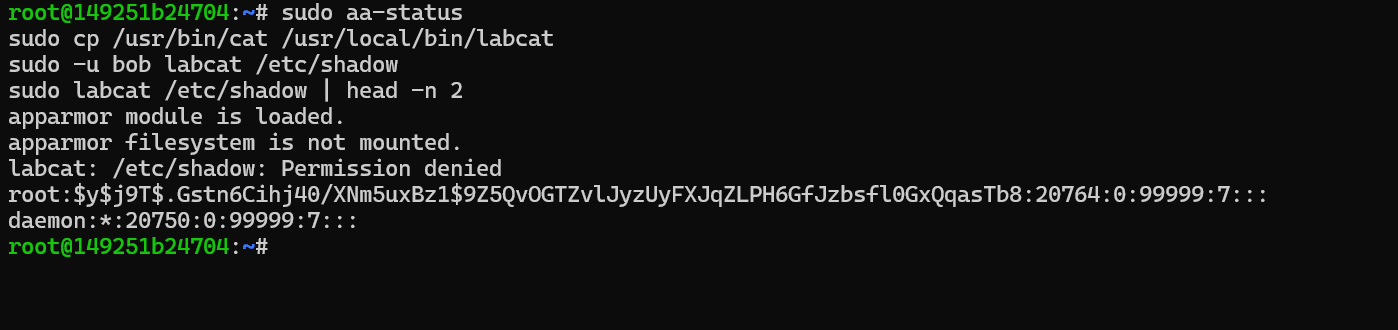 root@149251b24704:~# sudo aa-status
sudo cp /usr/bin/cat /usr/local/bin/labcat
sudo -u bob labcat /etc/shadow
sudo labcat /etc/shadow | head -n 2
apparmor module is loaded.
apparmor filesystem is not mounted.
labcat: /etc/shadow: Permission denied
root:$y$j9T$.Gstn6Cihj40/XNm5uxBz1$9Z5QvOGTZvlJyzUyFXJqZLPH6GfJzbsfl0GxQqasTb8:20764:0:99999:7:::
daemon:*:20750:0:99999:7:::
root@149251b24704:~#